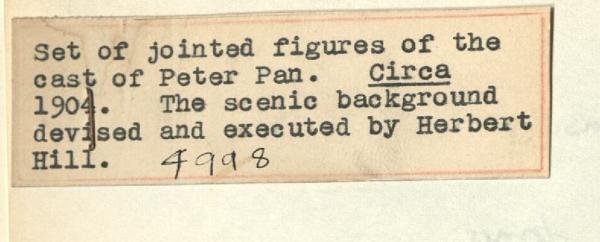 Set of jointed figures of the
cast of Peter Pan. Circa
1904. The scenic background
devised and executed by Herbert
Hill. 4998